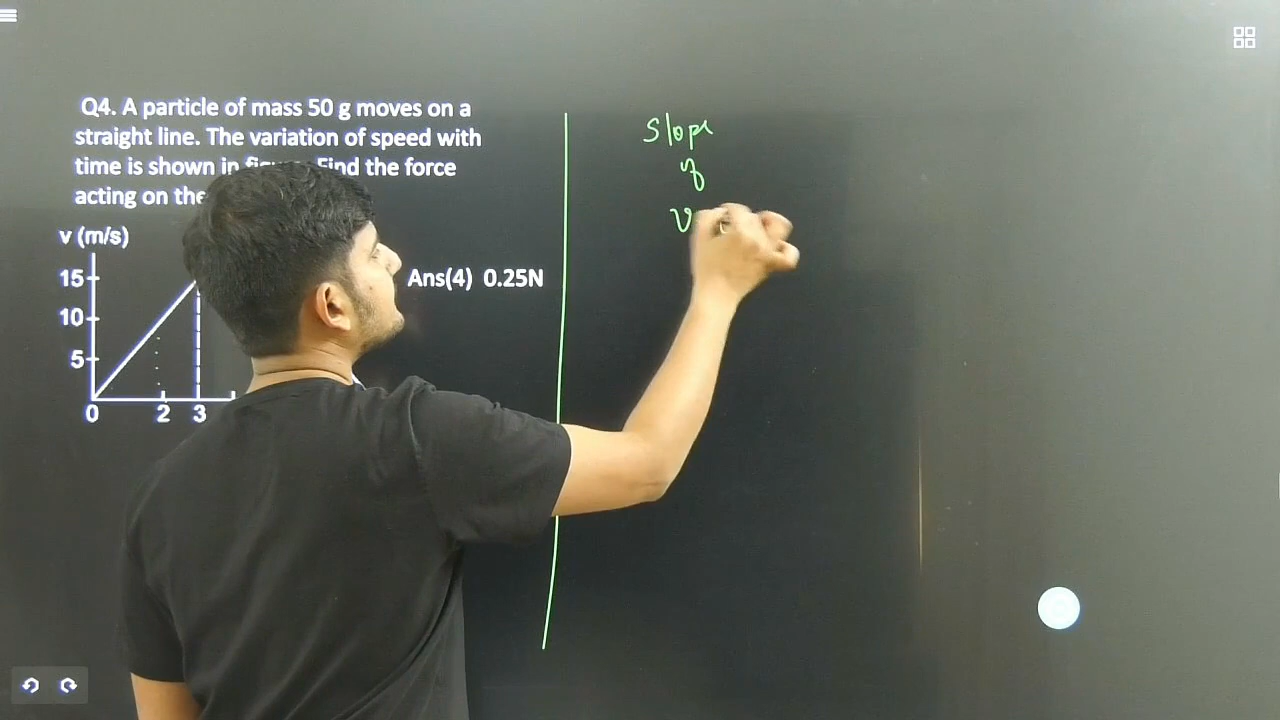 Q4. A particle of mass 50 g moves on a
straight line. The variation of speed with
time is shown in Find the force
acting on the
v (m/s)
15
10
5
0 2 3
Ans(4) 0.25N
Slope
of
v